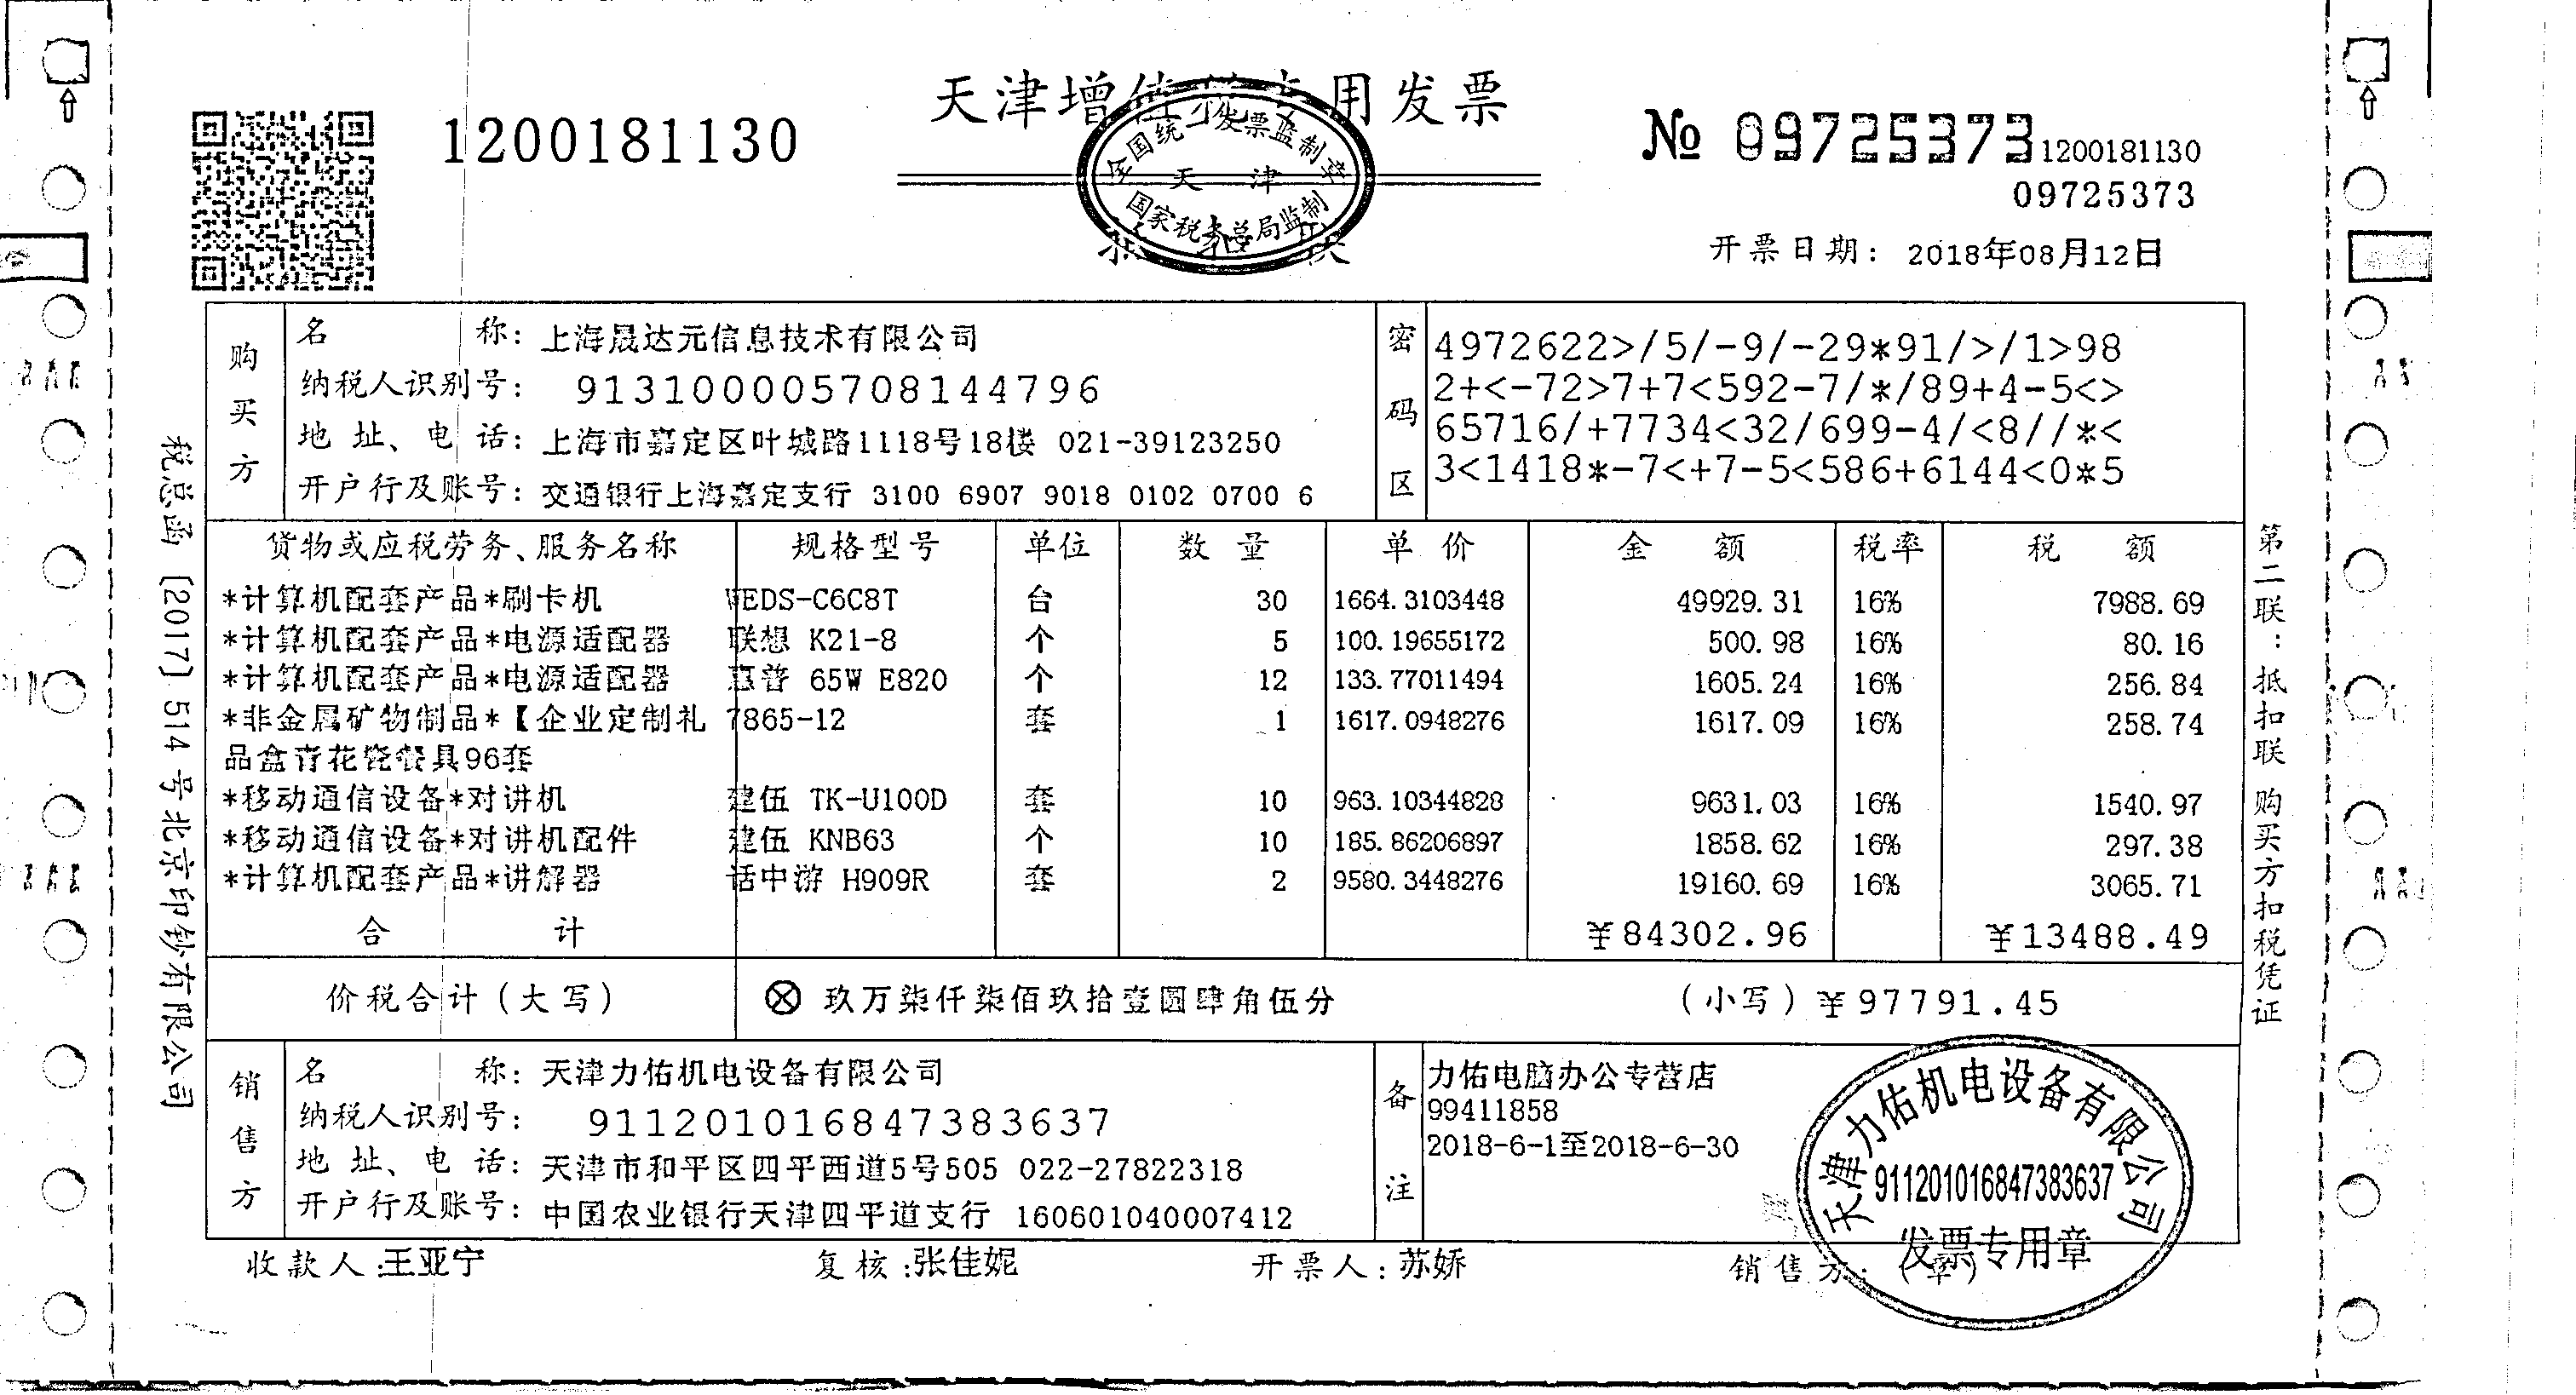 天津增值税专用发票
1200181130
№ 09725373
1200181130
09725373
全国统一发票监制章
天津
国家税务总局监制
开票日期: 2018年08月12日
税总函〔2017〕514号北京印钞有限公司
第二联:抵扣联 购买方扣税凭证
购买方
名称: 上海晟达元信息技术有限公司
纳税人识别号: 913100005708144796
地址、电话: 上海市嘉定区叶城路1118号18楼 021-39123250
开户行及账号: 交通银行上海嘉定支行 3100 6907 9018 0102 0700 6
密码区
4972622>/5/-9/-29*91/>/1>98
2+<-72>7+7<592-7/*/89+4-5<>
65716/+7734<32/699-4/<8//*<
3<1418*-7<+7-5<586+6144<0*5
货物或应税劳务、服务名称 规格型号 单位 数量 单价 金额 税率 税额
*计算机配套产品*刷卡机 WEDS-C6C8T 台 30 1664.3103448 49929.31 16% 7988.69
*计算机配套产品*电源适配器 联想 K21-8 个 5 100.19655172 500.98 16% 80.16
*计算机配套产品*电源适配器 惠普 65W E820 个 12 133.77011494 1605.24 16% 256.84
*非金属矿物制品*【企业定制礼 7865-12 套 1 1617.0948276 1617.09 16% 258.74
品盒青花瓷餐具96套
*移动通信设备*对讲机 建伍 TK-U100D 套 10 963.10344828 9631.03 16% 1540.97
*移动通信设备*对讲机配件 建伍 KNB63 个 10 185.86206897 1858.62 16% 297.38
*计算机配套产品*讲解器 话中游 H909R 套 2 9580.3448276 19160.69 16% 3065.71
合计 ¥84302.96 ¥13488.49
价税合计(大写) ⊗ 玖万柒仟柒佰玖拾壹圆肆角伍分 (小写) ¥97791.45
销售方
名称: 天津力佑机电设备有限公司
纳税人识别号: 911201016847383637
地址、电话: 天津市和平区四平西道5号505 022-27822318
开户行及账号: 中国农业银行天津四平道支行 160601040007412
备注
力佑电脑办公专营店
99411858
2018-6-1至2018-6-30
天津力佑机电设备有限公司
911201016847383637
发票专用章
收款人:王亚宁 复核:张佳妮 开票人:苏娇 销售方:(章)